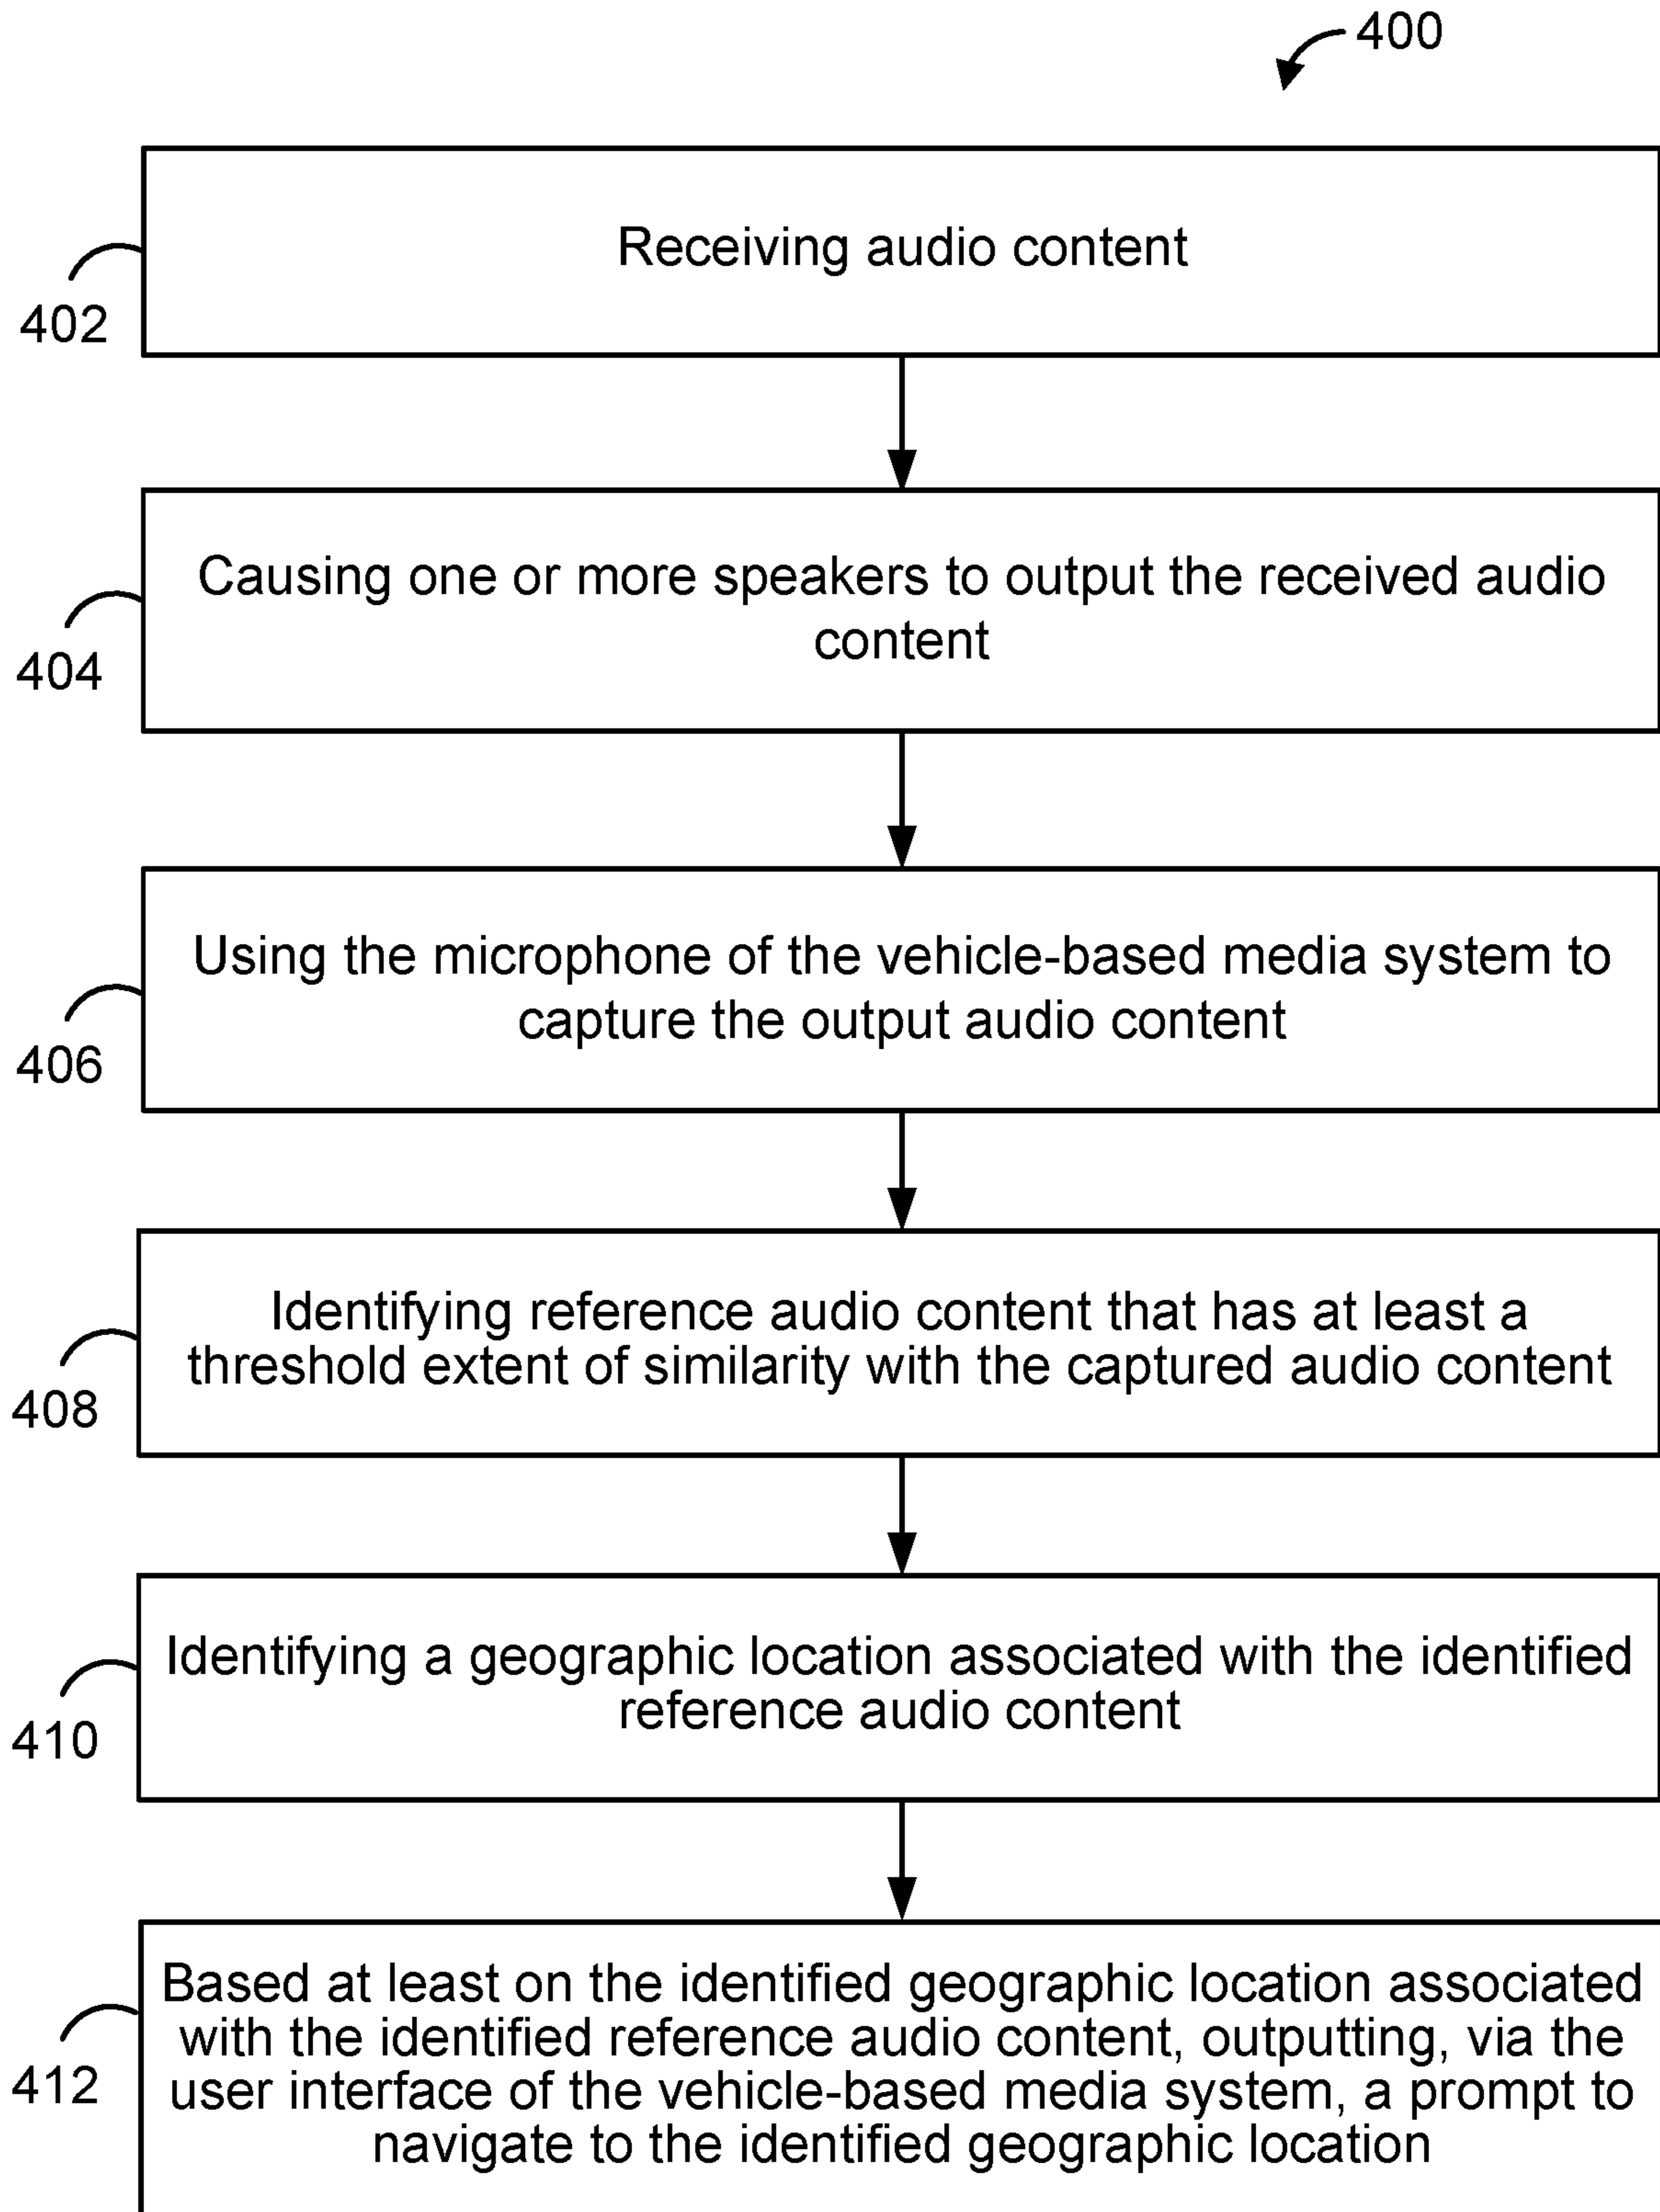 400
Receiving audio content
402
Causing one or more speakers to output the received audio
content
404
Using the microphone of the vehicle-based media system to
capture the output audio content
406
Identifying reference audio content that has at least a
threshold extent of similarity with the captured audio content
408
Identifying a geographic location associated with the identified
reference audio content
410
Based at least on the identified geographic location associated
with the identified reference audio content, outputting, via the
user interface of the vehicle-based media system, a prompt to
navigate to the identified geographic location
412